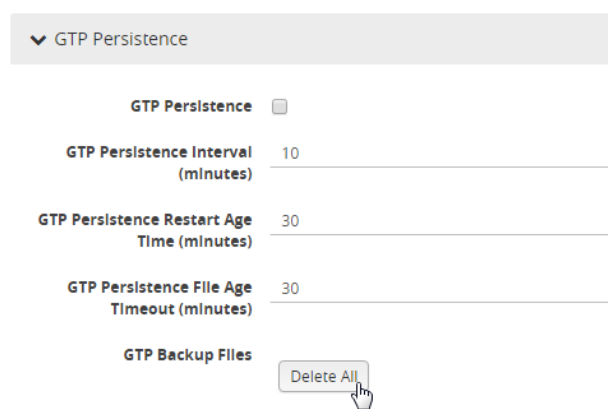 GTP Persistence
GTP Persistence
GTP Persistence Interval
(minutes)
10
GTP Persistence Restart Age
Time (minutes)
30
GTP Persistence File Age
Timeout (minutes)
30
GTP Backup Files
Delete All